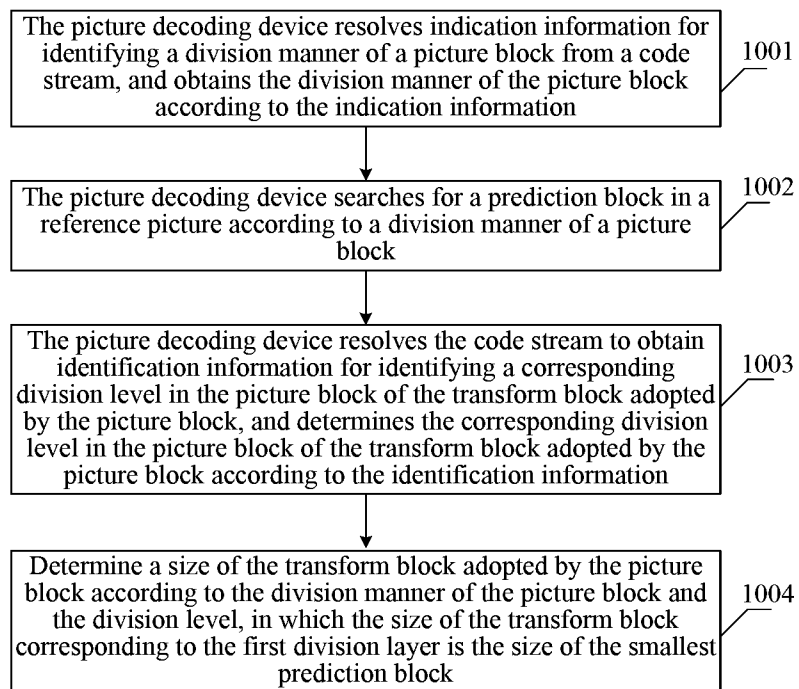 The picture decoding device resolves indication information for
identifying a division manner of a picture block from a code
stream, and obtains the division manner of the picture block
according to the indication information
1001
The picture decoding device searches for a prediction block in a
reference picture according to a division manner of a picture
block
1002
The picture decoding device resolves the code stream to obtain
identification information for identifying a corresponding
division level in the picture block of the transform block adopted
by the picture block, and determines the corresponding division
level in the picture block of the transform block adopted by the
picture block according to the identification information
1003
Determine a size of the transform block adopted by the picture
block according to the division manner of the picture block and
the division level, in which the size of the transform block
corresponding to the first division layer is the size of the smallest
prediction block
1004